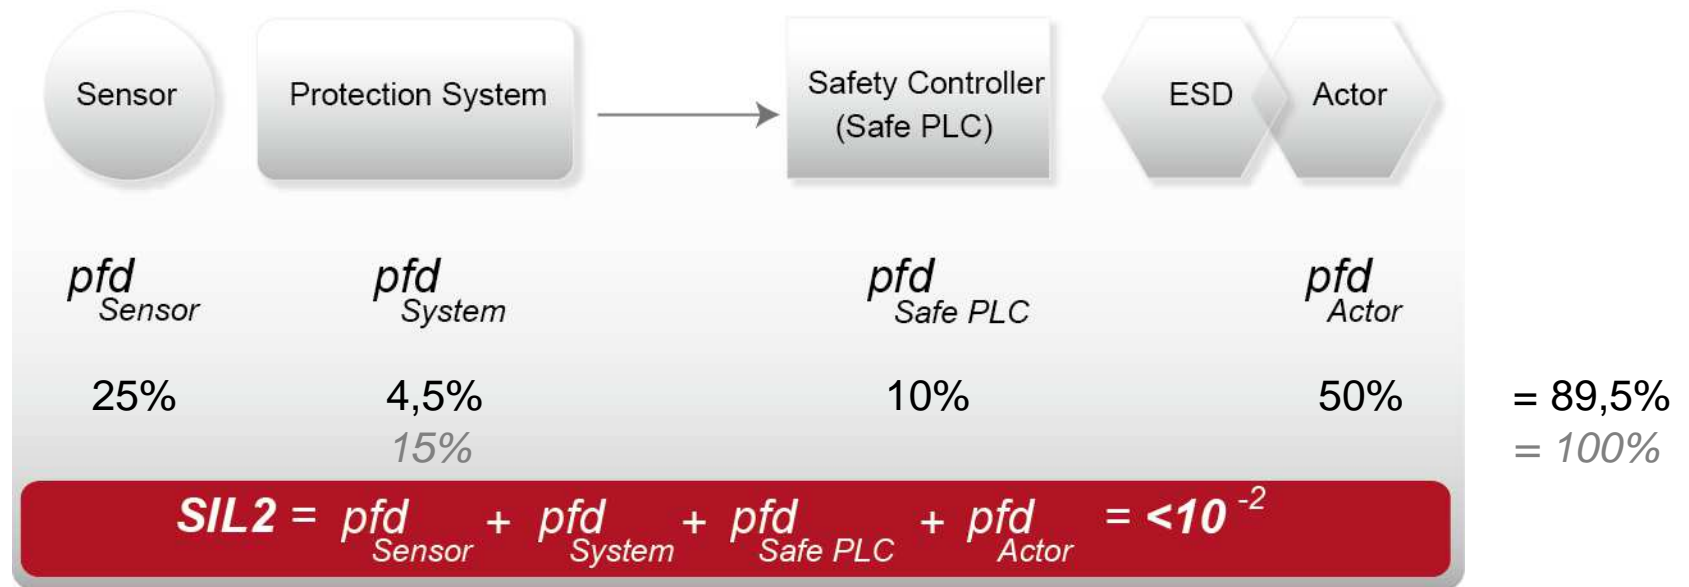 Sensor
Protection System
Safety Controller
(Safe PLC)
ESD
Actor
pfd Sensor
pfd System
pfd Safe PLC
pfd Actor
25% 4,5% 10% 50% = 89,5%
15% = 100%
SIL2 = pfd Sensor + pfd System + pfd Safe PLC + pfd Actor = <10 -2